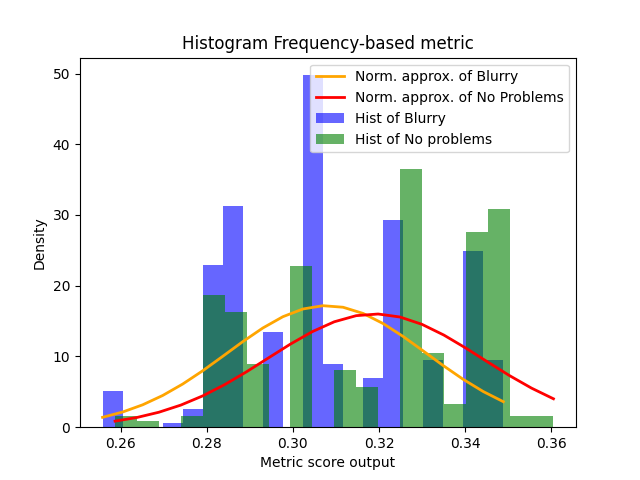 Histogram Frequency-based metric
Norm. approx. of Blurry
Norm. approx. of No Problems
Hist of Blurry
Hist of No problems
50
40
30
20
10
0
Density
0.26 0.28 0.30 0.32 0.34 0.36
Metric score output